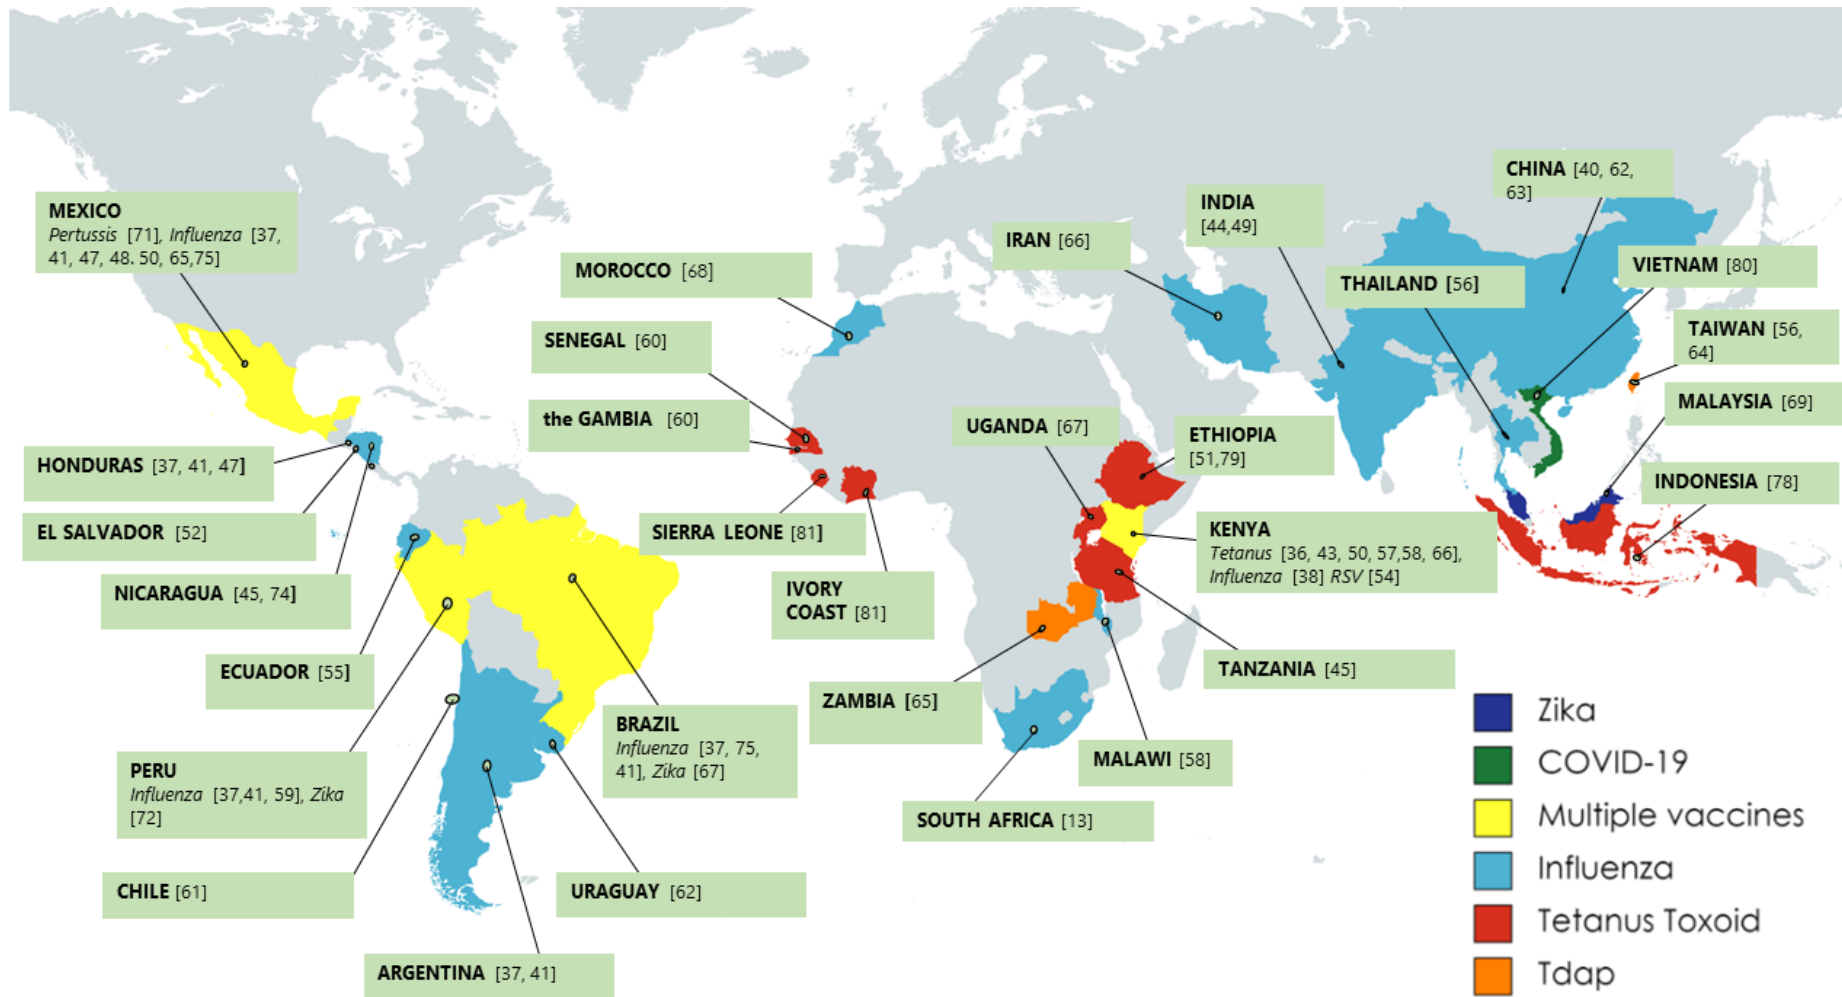 MEXICO
Pertussis [71], Influenza [37,
41, 47, 48. 50, 65,75]
HONDURAS [37, 41, 47]
EL SALVADOR [52]
NICARAGUA [45, 74]
ECUADOR [55]
PERU
Influenza [37,41, 59], Zika
[72]
CHILE [61]
ARGENTINA [37, 41]
URAGUAY [62]
BRAZIL
Influenza [37, 75,
41], Zika [67]
MOROCCO [68]
SENEGAL [60]
the GAMBIA [60]
SIERRA LEONE [81]
IVORY
COAST [81]
UGANDA [67]
ETHIOPIA
[51,79]
KENYA
Tetanus [36, 43, 50, 57,58, 66],
Influenza [38] RSV [54]
TANZANIA [45]
ZAMBIA [65]
MALAWI [58]
SOUTH AFRICA [13]
IRAN [66]
INDIA
[44,49]
CHINA [40, 62,
63]
THAILAND [56]
VIETNAM [80]
TAIWAN [56,
64]
MALAYSIA [69]
INDONESIA [78]
Zika
COVID-19
Multiple vaccines
Influenza
Tetanus Toxoid
Tdap